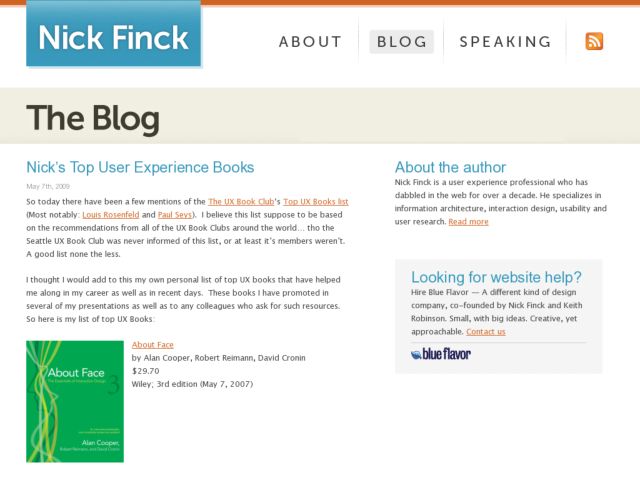 Nick Finck
ABOUT
BLOG
SPEAKING
The Blog
Nick's Top User Experience Books
May 7th, 2009
So today there have been a few mentions of the The UX Book Club's Top UX Books list
(Most notably: Louis Rosenfeld and Paul Seys).  I believe this list suppose to be based
on the recommendations from all of the UX Book Clubs around the world... tho the
Seattle UX Book Club was never informed of this list, or at least it's members weren't.
A good list none the less.
I thought I would add to this my own personal list of top UX books that have helped
me along in my career as well as in recent days.  These books I have promoted in
several of my presentations as well as to any colleagues who ask for such resources.
So here is my list of top UX Books:
About Face
The Essentials of Interaction Design
3
Alan Cooper,
Robert Reimann, and David Cronin
About Face
by Alan Cooper, Robert Reimann, David Cronin
$29.70
Wiley; 3rd edition (May 7, 2007)
About the author
Nick Finck is a user experience professional who has
dabbled in the web for over a decade. He specializes in
information architecture, interaction design, usability and
user research. Read more
Looking for website help?
Hire Blue Flavor — A different kind of design
company, co-founded by Nick Finck and Keith
Robinson. Small, with big ideas. Creative, yet
approachable. Contact us
blue flavor